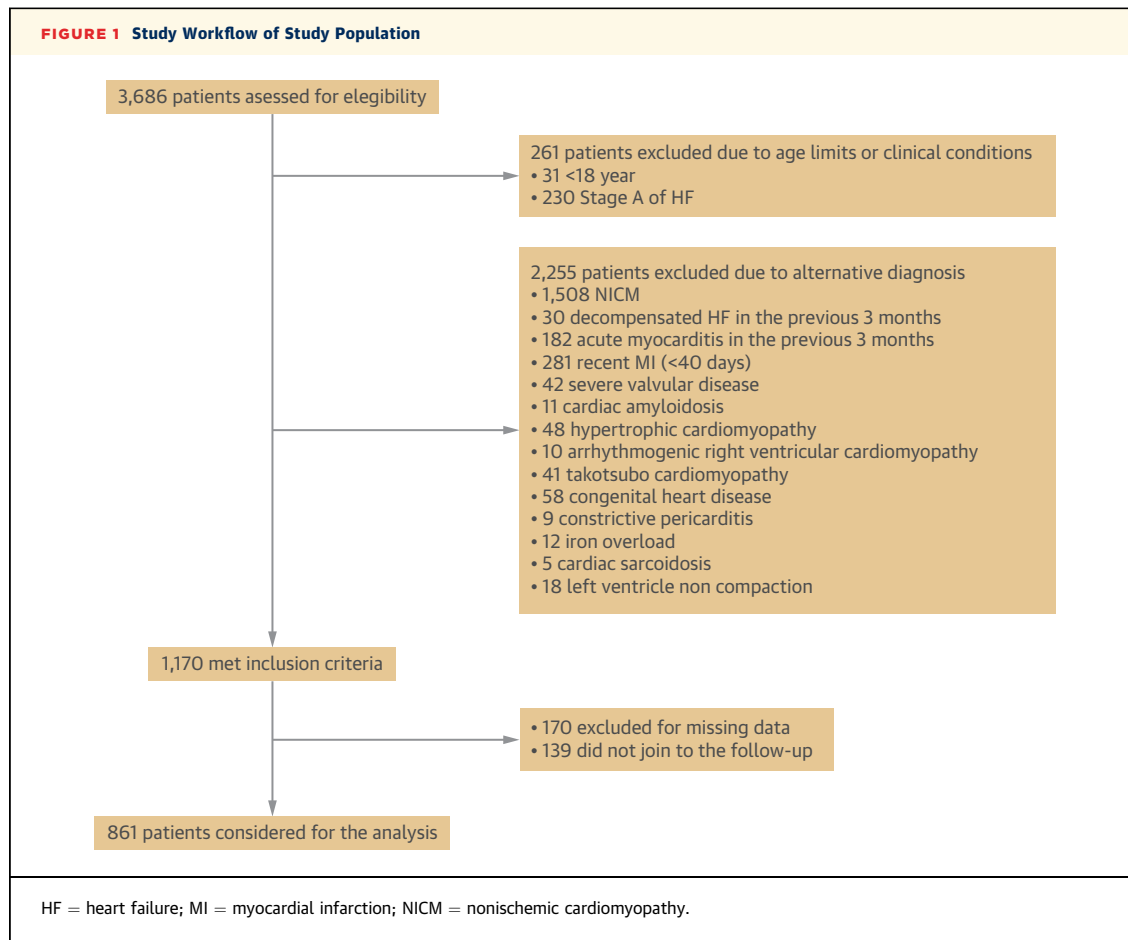 FIGURE 1 Study Workflow of Study Population
3,686 patients asessed for elegibility
261 patients excluded due to age limits or clinical conditions
• 31 <18 year
• 230 Stage A of HF
2,255 patients excluded due to alternative diagnosis
• 1,508 NICM
• 30 decompensated HF in the previous 3 months
• 182 acute myocarditis in the previous 3 months
• 281 recent MI (<40 days)
• 42 severe valvular disease
• 11 cardiac amyloidosis
• 48 hypertrophic cardiomyopathy
• 10 arrhythmogenic right ventricular cardiomyopathy
• 41 takotsubo cardiomyopathy
• 58 congenital heart disease
• 9 constrictive pericarditis
• 12 iron overload
• 5 cardiac sarcoidosis
• 18 left ventricle non compaction
1,170 met inclusion criteria
• 170 excluded for missing data
• 139 did not join to the follow-up
861 patients considered for the analysis
HF = heart failure; MI = myocardial infarction; NICM = nonischemic cardiomyopathy.